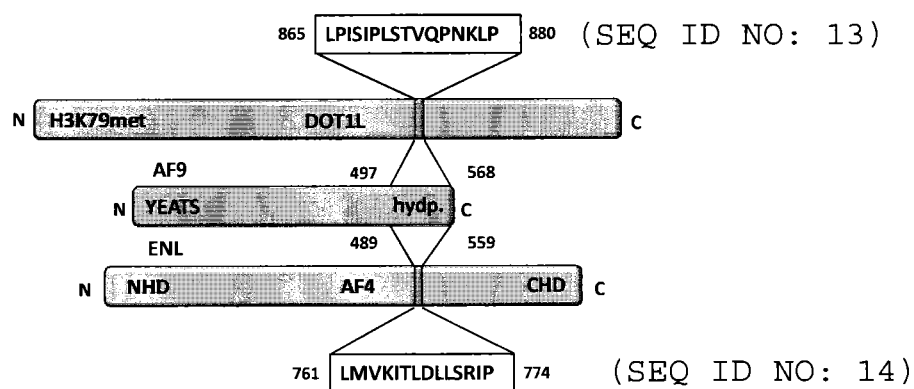 865 LPISIPLSTVQPNKLP 880 (SEQ ID NO: 13)
N H3K79met DOT1L C
AF9 497 568
N YEATS hydp. C
ENL 489 559
N NHD AF4 CHD C
761 LMVKITLDLLSRIP 774 (SEQ ID NO: 14)